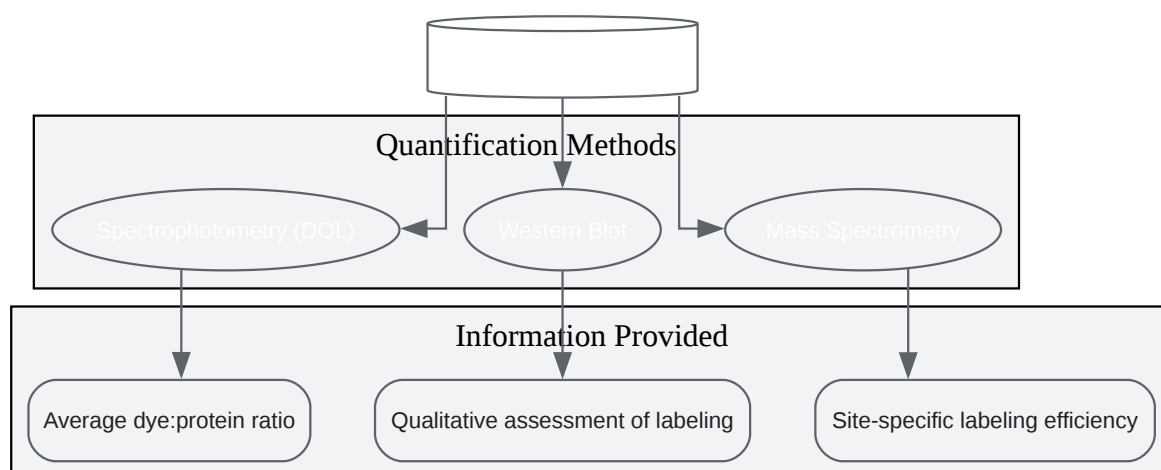 Quantification Methods
Spectrophotometry (DOL)
Western Blot
Mass Spectrometry
Information Provided
Average dye:protein ratio
Qualitative assessment of labeling
Site-specific labeling efficiency